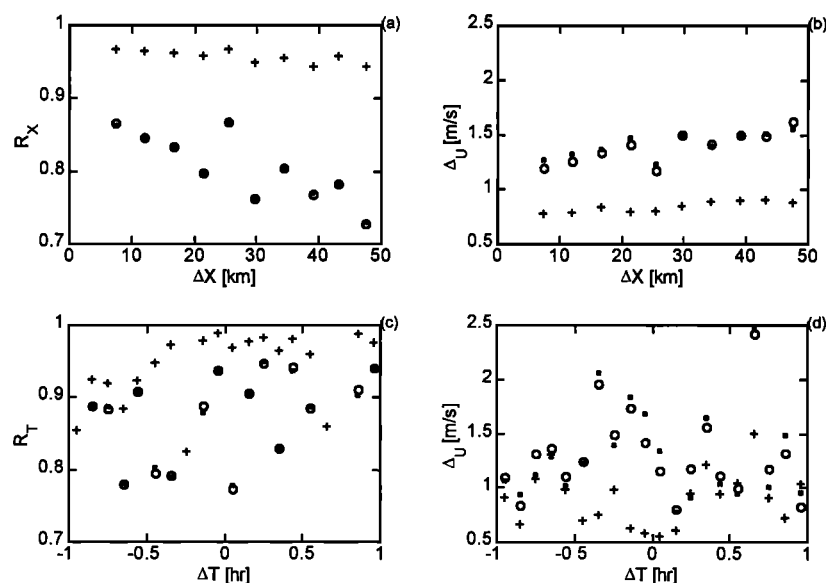 (a)
1
0.9
0.8
0.7
R_X
0 10 20 30 40 50
ΔX [km]
(b)
2.5
2
1.5
1
0.5
Δ_U [m/s]
0 10 20 30 40 50
ΔX [km]
(c)
1
0.9
0.8
0.7
R_T
-1 -0.5 0 0.5 1
ΔT [hr]
(d)
2.5
2
1.5
1
0.5
Δ_U [m/s]
-1 -0 5 0 0.5 1
ΔT [hr]